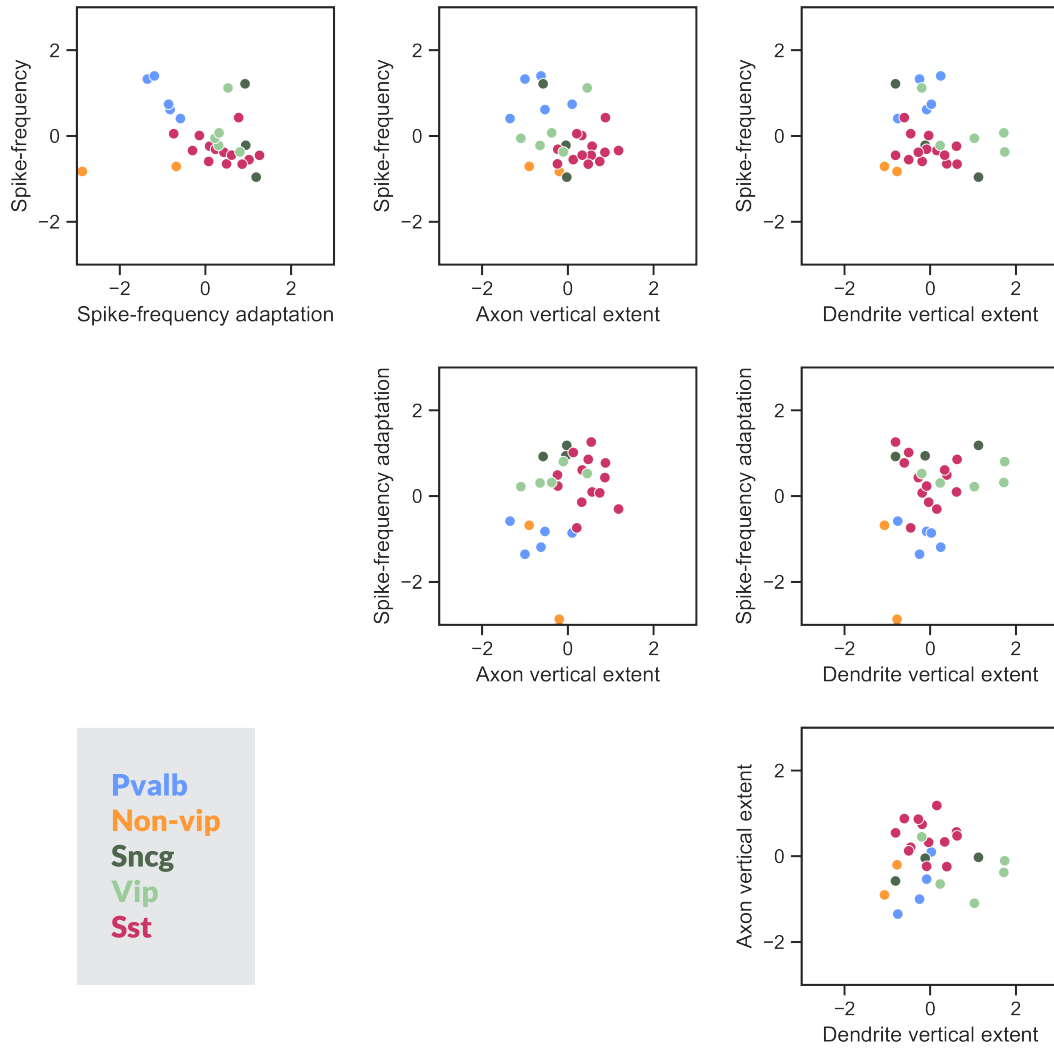 Spike-frequency
2
0
−2
−2
0
2
Spike-frequency adaptation
Spike-frequency
2
0
−2
−2
0
2
Axon vertical extent
Spike-frequency
2
0
−2
−2
0
2
Dendrite vertical extent
Spike-frequency adaptation
2
0
−2
−2
0
2
Axon vertical extent
Spike-frequency adaptation
2
0
−2
−2
0
2
Dendrite vertical extent
Pvalb
Non-vip
Sncg
Vip
Sst
Axon vertical extent
2
0
−2
−2
0
2
Dendrite vertical extent